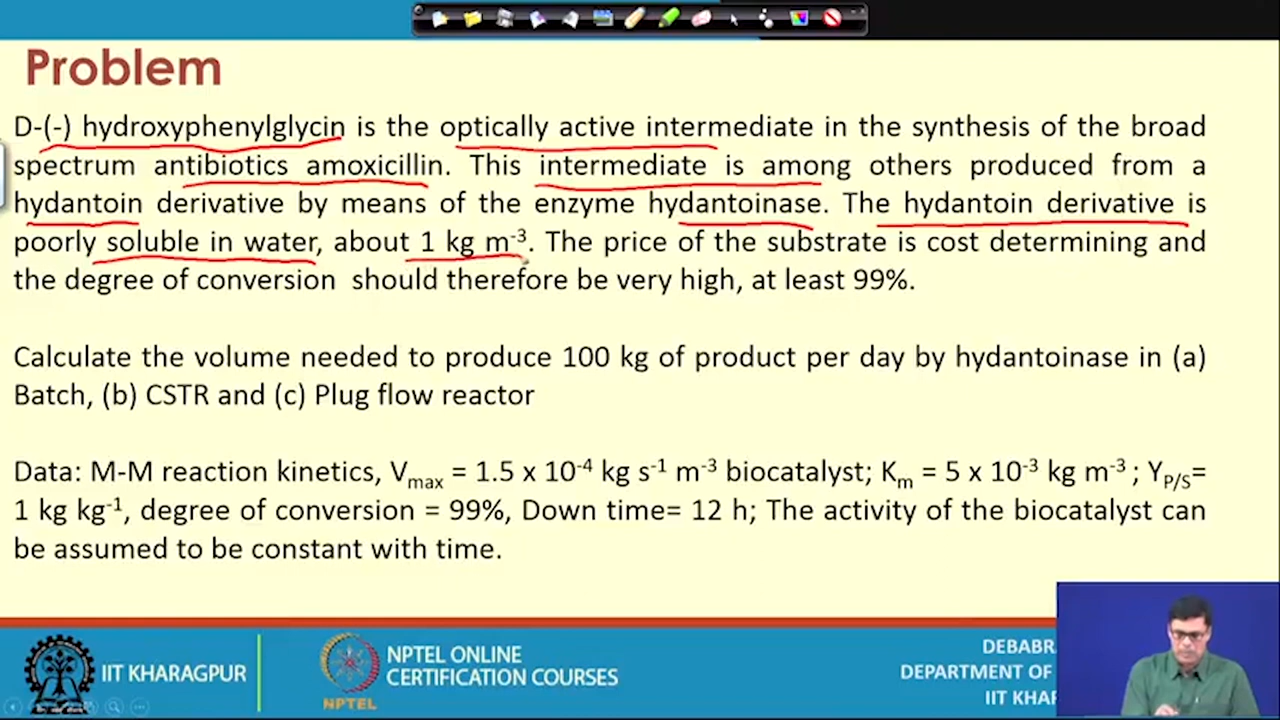 Problem
D-(-) hydroxyphenylglycin is the optically active intermediate in the synthesis of the broad
spectrum antibiotics amoxicillin. This intermediate is among others produced from a
hydantoin derivative by means of the enzyme hydantoinase. The hydantoin derivative is
poorly soluble in water, about 1 kg m⁻³. The price of the substrate is cost determining and
the degree of conversion should therefore be very high, at least 99%.
Calculate the volume needed to produce 100 kg of product per day by hydantoinase in (a)
Batch, (b) CSTR and (c) Plug flow reactor
Data: M-M reaction kinetics, Vmax = 1.5 x 10⁻⁴ kg s⁻¹ m⁻³ biocatalyst; Km = 5 x 10⁻³ kg m⁻³ ; YP/S=
1 kg kg⁻¹, degree of conversion = 99%, Down time= 12 h; The activity of the biocatalyst can
be assumed to be constant with time.
IIT KHARAGPUR
NPTEL
NPTEL ONLINE
CERTIFICATION COURSES
DEBABR
DEPARTMENT OF
IIT KHAR